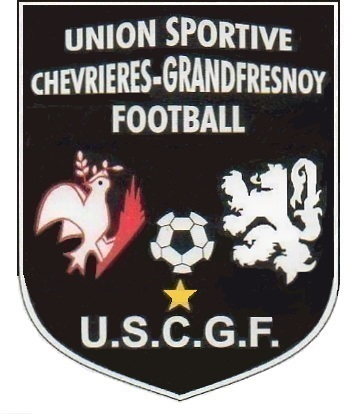 UNION SPORTIVE
CHEVRIERES-GRANDFRESNOY
FOOTBALL
U.S.C.G.F.